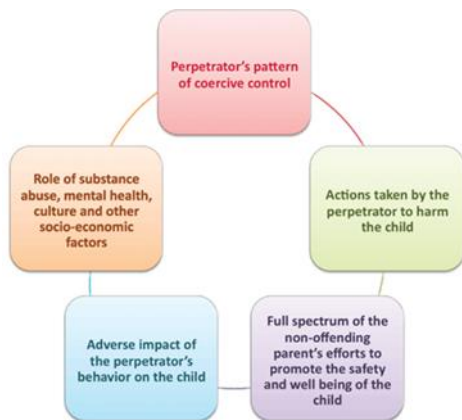 Perpetrator's pattern
of coercive control
Actions taken by the
perpetrator to harm
the child
Full spectrum of the
non-offending
parent's efforts to
promote the safety
and well being of the
child
Adverse impact of
the perpetrator's
behavior on the child
Role of substance
abuse, mental health,
culture and other
socio-economic
factors